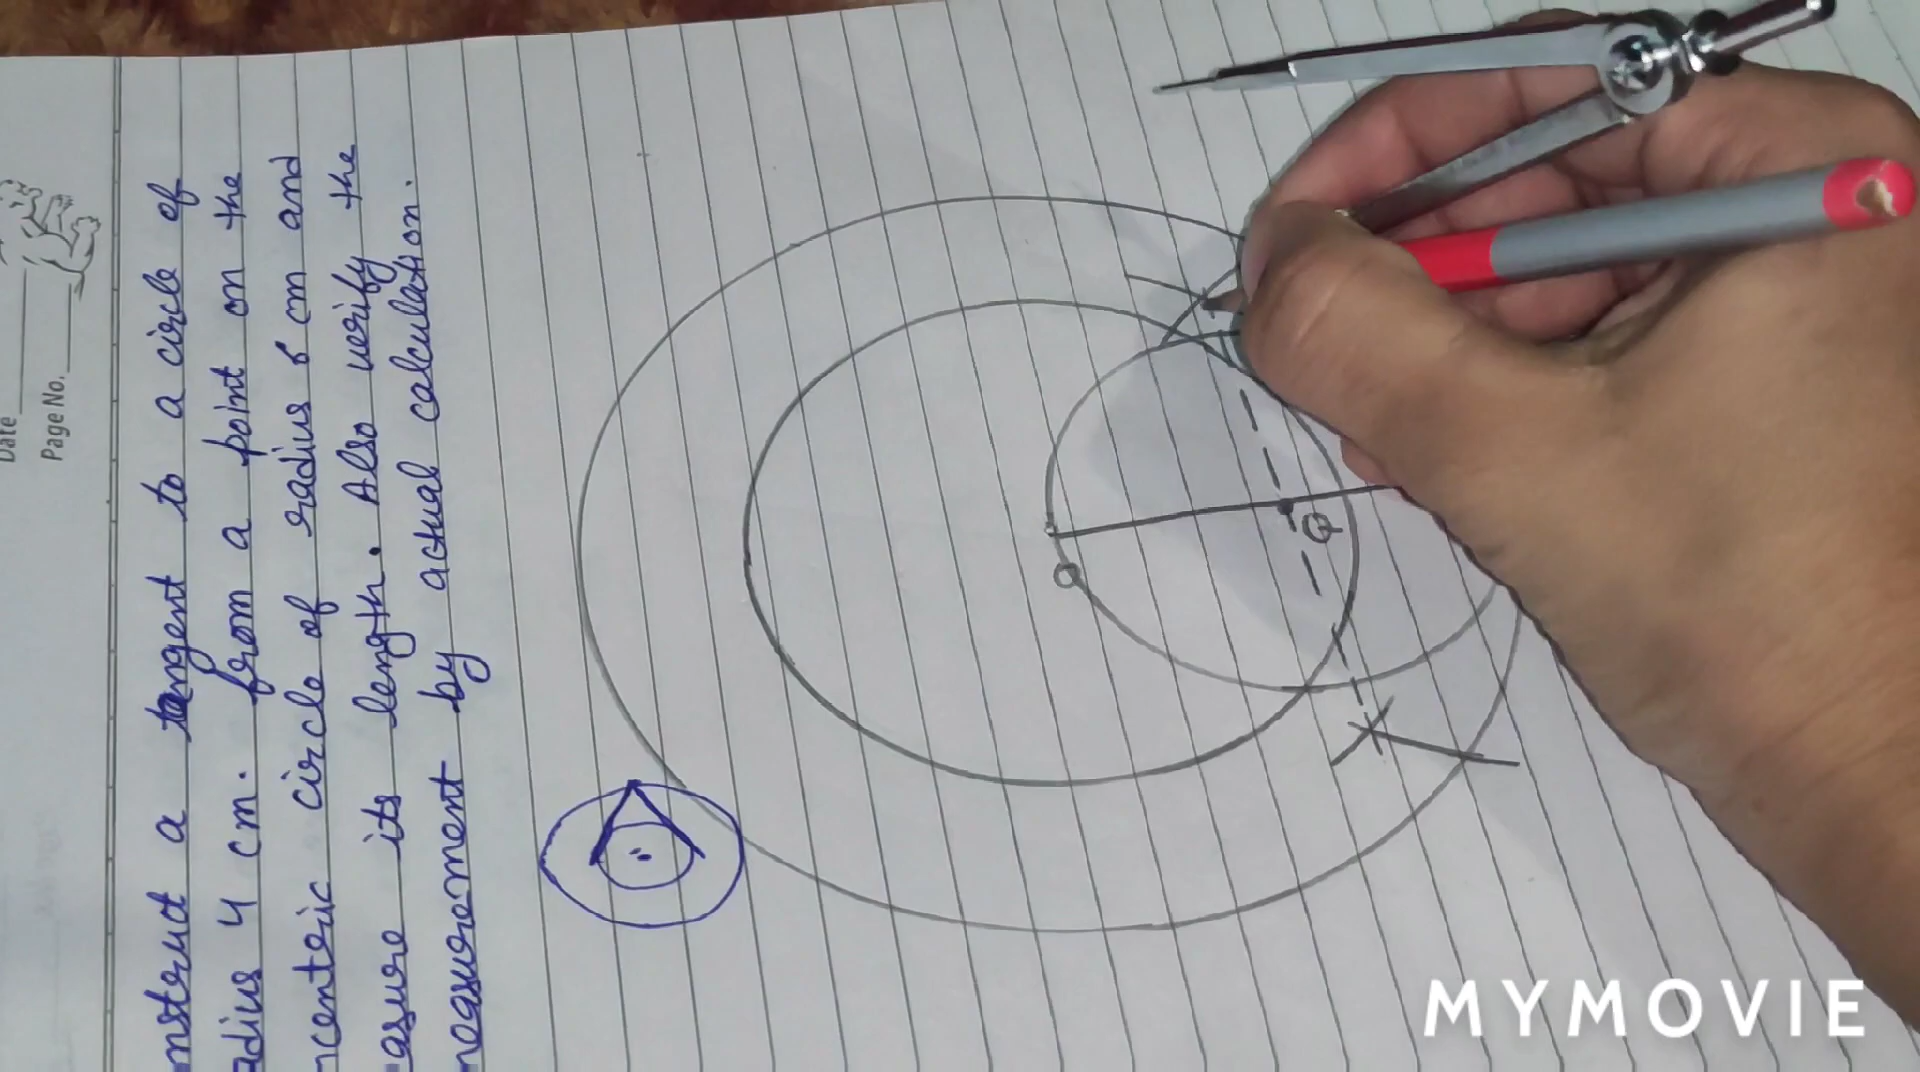 Date
Page No.
nstruct a tangent to a circle of
adius 4 cm. from a point on the
ncentric circle of radius 6 cm and
easure its length. Also verify the
measurement by actual calculation.
O
Q
MYMOVIE